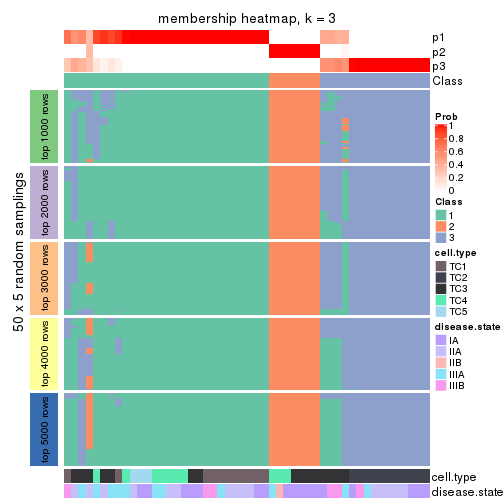 membership heatmap, k = 3
p1
p2
p3
Class
50 x 5 random samplings
top 1000 rows
top 2000 rows
top 3000 rows
top 4000 rows
top 5000 rows
cell.type
disease.state
Prob
1
0.8
0.6
0.4
0.2
0
Class
1
2
3
cell.type
TC1
TC2
TC3
TC4
TC5
disease.state
IA
IIA
IIB
IIIA
IIIB